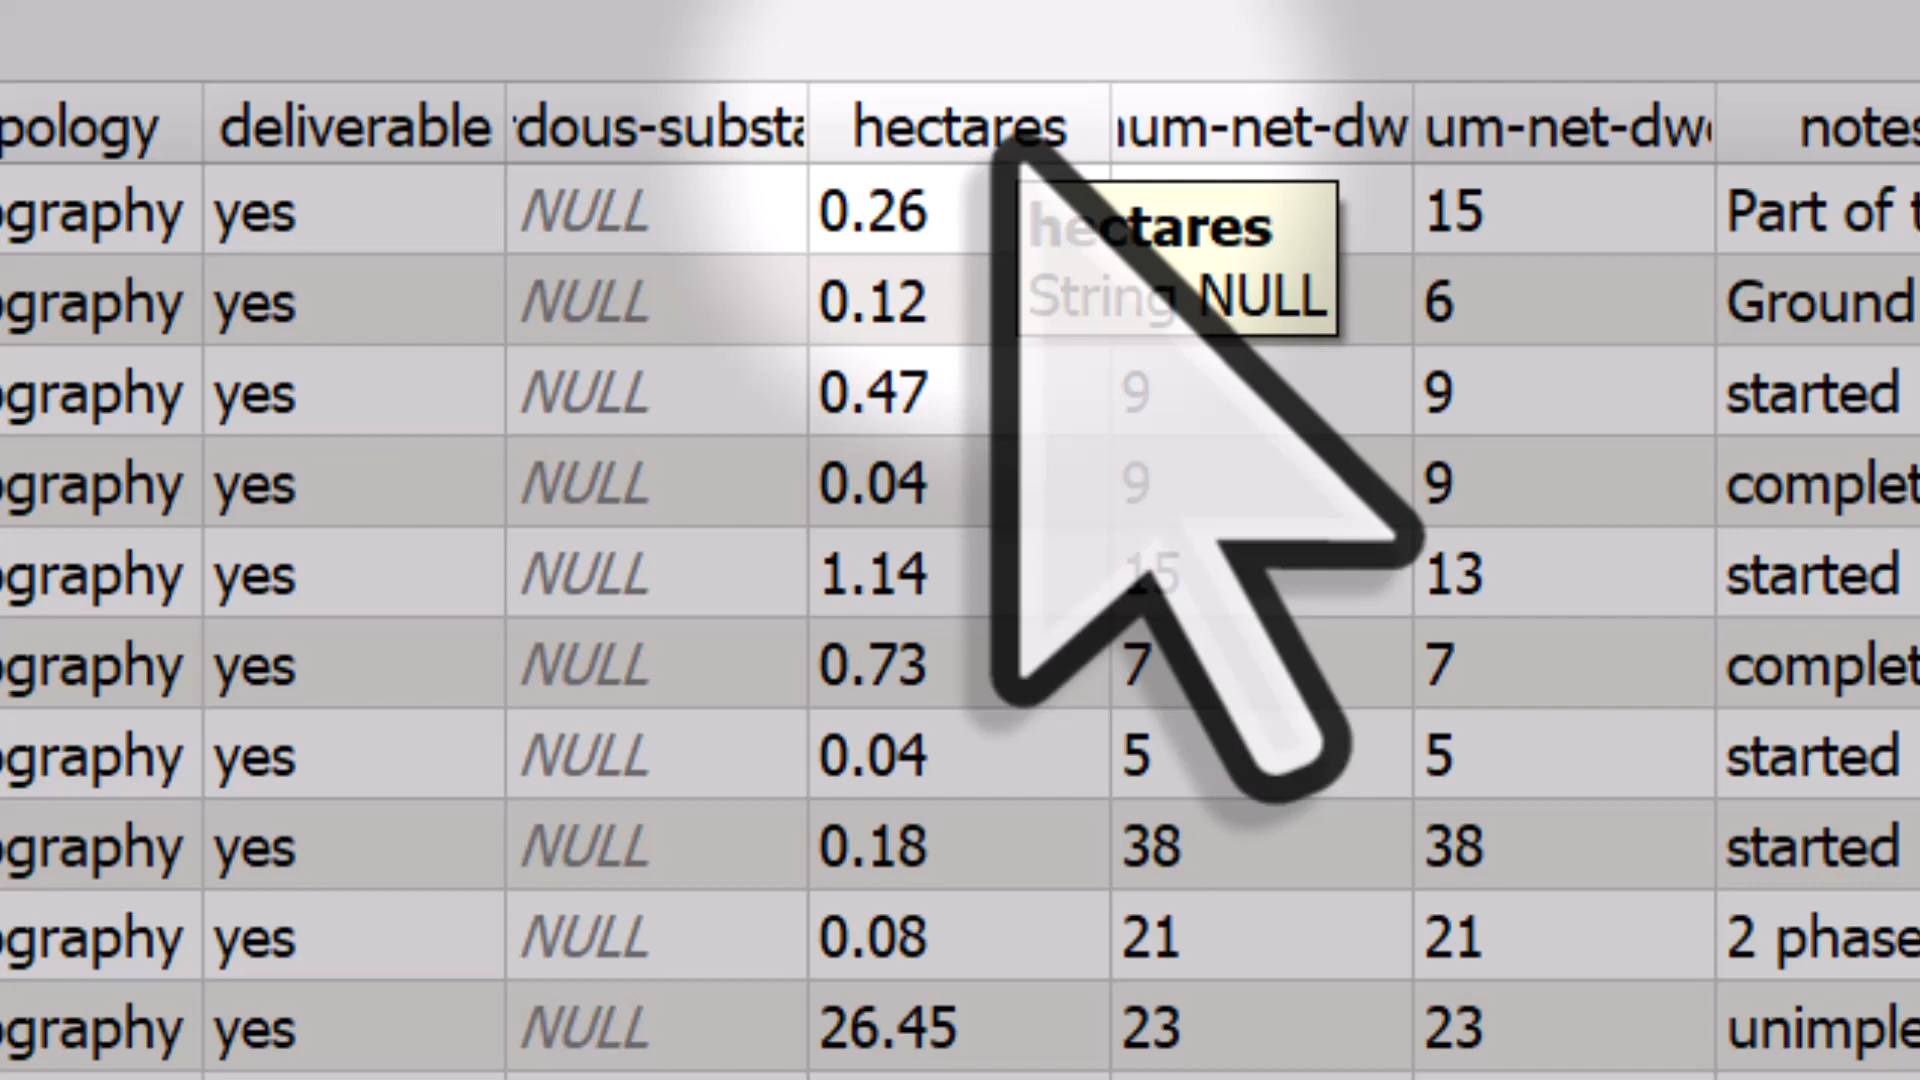 pology deliverable dous-substa hectares um-net-dw um-net-dw notes
ography yes NULL 0.26 15 Part of t
hectares
String NULL
ography yes NULL 0.12 6 Ground
ography yes NULL 0.47 9 9 started
ography yes NULL 0.04 9 9 complet
ography yes NULL 1.14 15 13 started
ography yes NULL 0.73 7 7 complet
ography yes NULL 0.04 5 5 started
ography yes NULL 0.18 38 38 started
ography yes NULL 0.08 21 21 2 phase
ography yes NULL 26.45 23 23 unimple